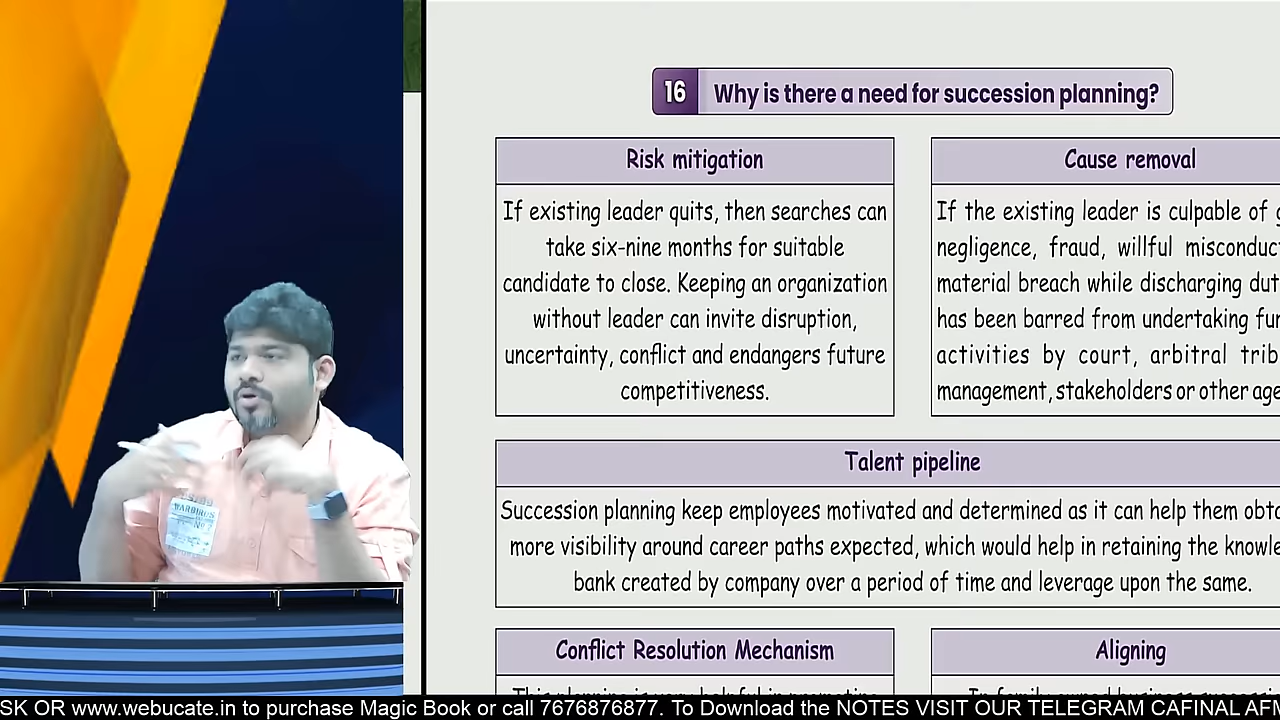 16 Why is there a need for succession planning?
Risk mitigation
If existing leader quits, then searches can
take six-nine months for suitable
candidate to close. Keeping an organization
without leader can invite disruption,
uncertainty, conflict and endangers future
competitiveness.
Cause removal
If the existing leader is culpable of
negligence, fraud, willful
material breach while discharging
has been barred from undertaking
activities by court, arbitral
management, stakeholders or other
Talent pipeline
Succession planning keep employees motivated and determined as it can help them
more visibility around career paths expected, which would help in retaining the
bank created by company over a period of time and leverage upon the same.
Conflict Resolution Mechanism
Aligning
WARBIRDS
OR www.webucate.in to purchase Magic Book or call 7676876877. To Download the NOTES VISIT OUR TELEGRAM CAFINAL